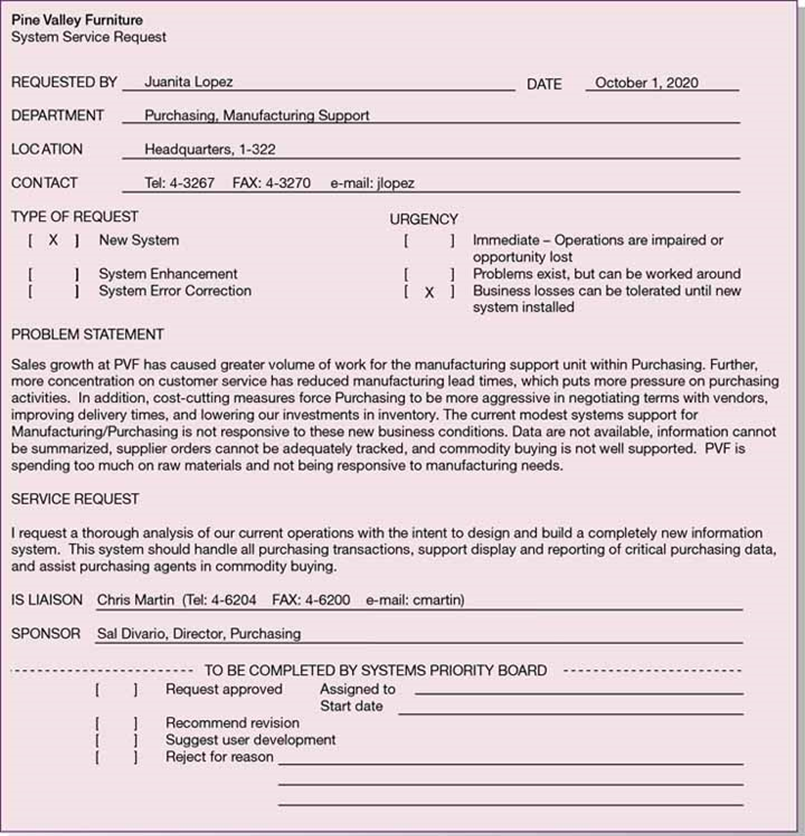 Pine Valley Furniture
System Service Request
REQUESTED BY Juanita Lopez DATE October 1, 2020
DEPARTMENT Purchasing, Manufacturing Support
LOCATION Headquarters, 1-322
CONTACT Tel: 4-3267 FAX: 4-3270 e-mail: jlopez
TYPE OF REQUEST URGENCY
[ X ] New System [ ] Immediate – Operations are impaired or
opportunity lost
[ ] System Enhancement [ ] Problems exist, but can be worked around
[ ] System Error Correction [ X ] Business losses can be tolerated until new
system installed
PROBLEM STATEMENT
Sales growth at PVF has caused greater volume of work for the manufacturing support unit within Purchasing. Further,
more concentration on customer service has reduced manufacturing lead times, which puts more pressure on purchasing
activities. In addition, cost-cutting measures force Purchasing to be more aggressive in negotiating terms with vendors,
improving delivery times, and lowering our investments in inventory. The current modest systems support for
Manufacturing/Purchasing is not responsive to these new business conditions. Data are not available, information cannot
be summarized, supplier orders cannot be adequately tracked, and commodity buying is not well supported. PVF is
spending too much on raw materials and not being responsive to manufacturing needs.
SERVICE REQUEST
I request a thorough analysis of our current operations with the intent to design and build a completely new information
system. This system should handle all purchasing transactions, support display and reporting of critical purchasing data,
and assist purchasing agents in commodity buying.
IS LIAISON Chris Martin (Tel: 4-6204 FAX: 4-6200 e-mail: cmartin)
SPONSOR Sal Divario, Director, Purchasing
TO BE COMPLETED BY SYSTEMS PRIORITY BOARD
[ ] Request approved Assigned to
Start date
[ ] Recommend revision
[ ] Suggest user development
[ ] Reject for reason